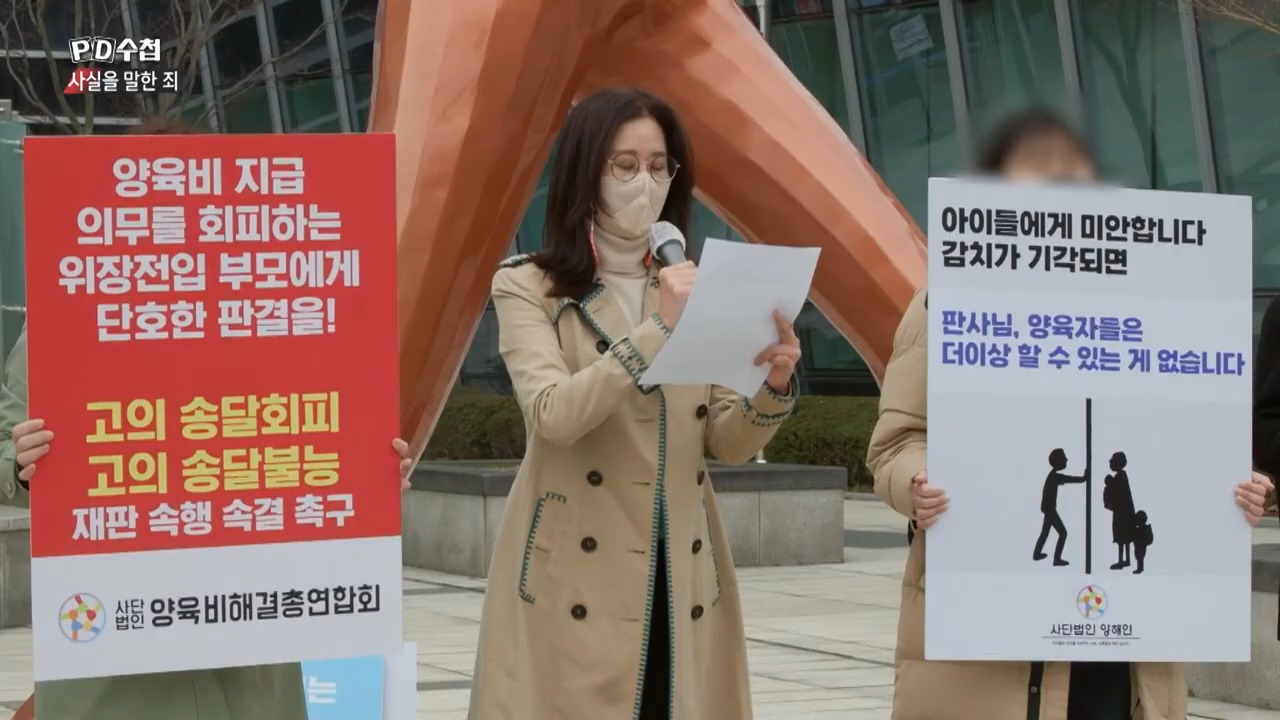 PD수첩
사실을 말한 죄
양육비 지급
의무를 회피하는
위장전입 부모에게
단호한 판결을!
고의 송달회피
고의 송달불능
재판 속행 속결 촉구
사단
법인 양육비해결총연합회
아이들에게 미안합니다
감치가 기각되면
판사님, 양육자들은
더이상 할 수 있는 게 없습니다
사단법인 양해연
는